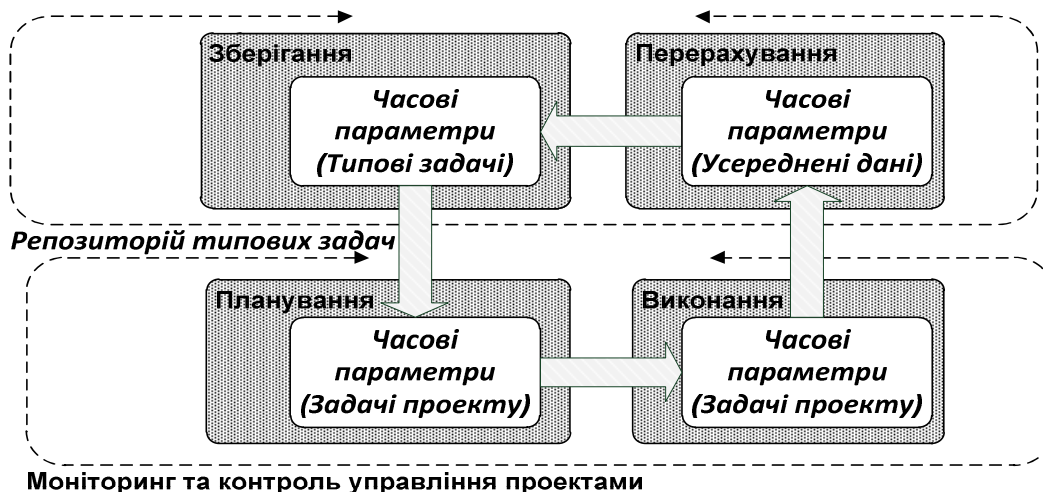 Зберігання
Часові
параметри
(Типові задачі)
Перерахування
Часові
параметри
(Усереднені дані)
Репозиторій типових задач
Планування
Часові
параметри
(Задачі проекту)
Виконання
Часові
параметри
(Задачі проекту)
Моніторинг та контроль управління проектами